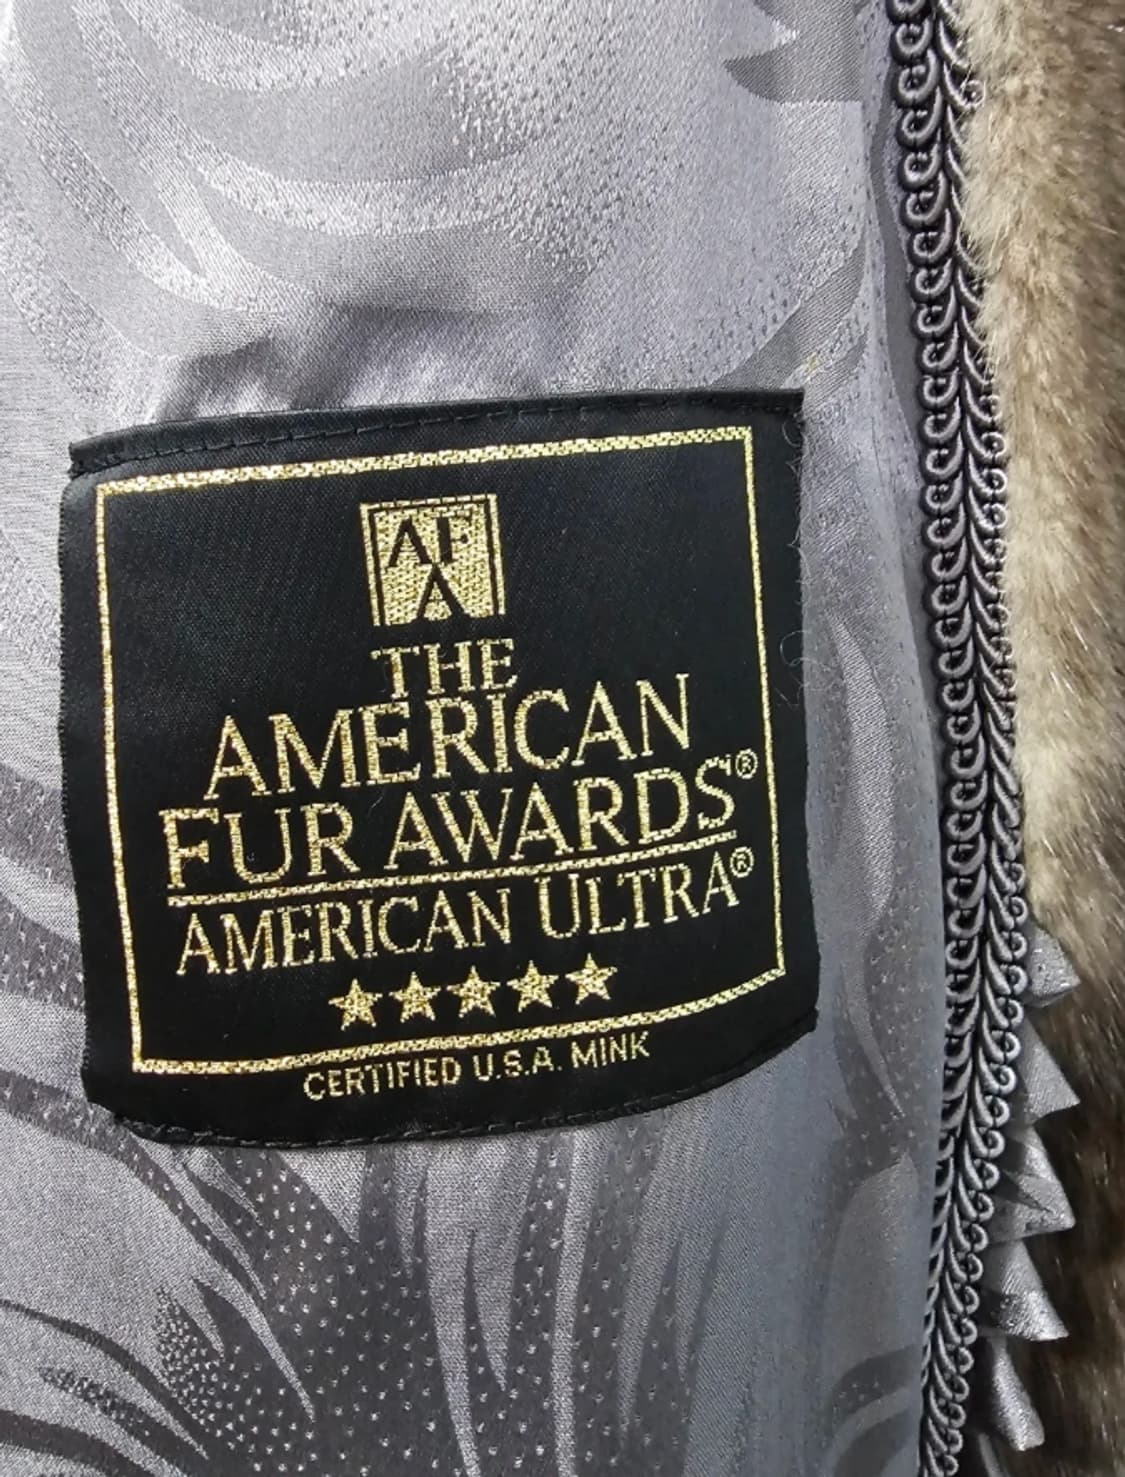 AFA
THE
AMERICAN
FUR AWARDS®
AMERICAN ULTRA®
CERTIFIED U.S.A. MINK